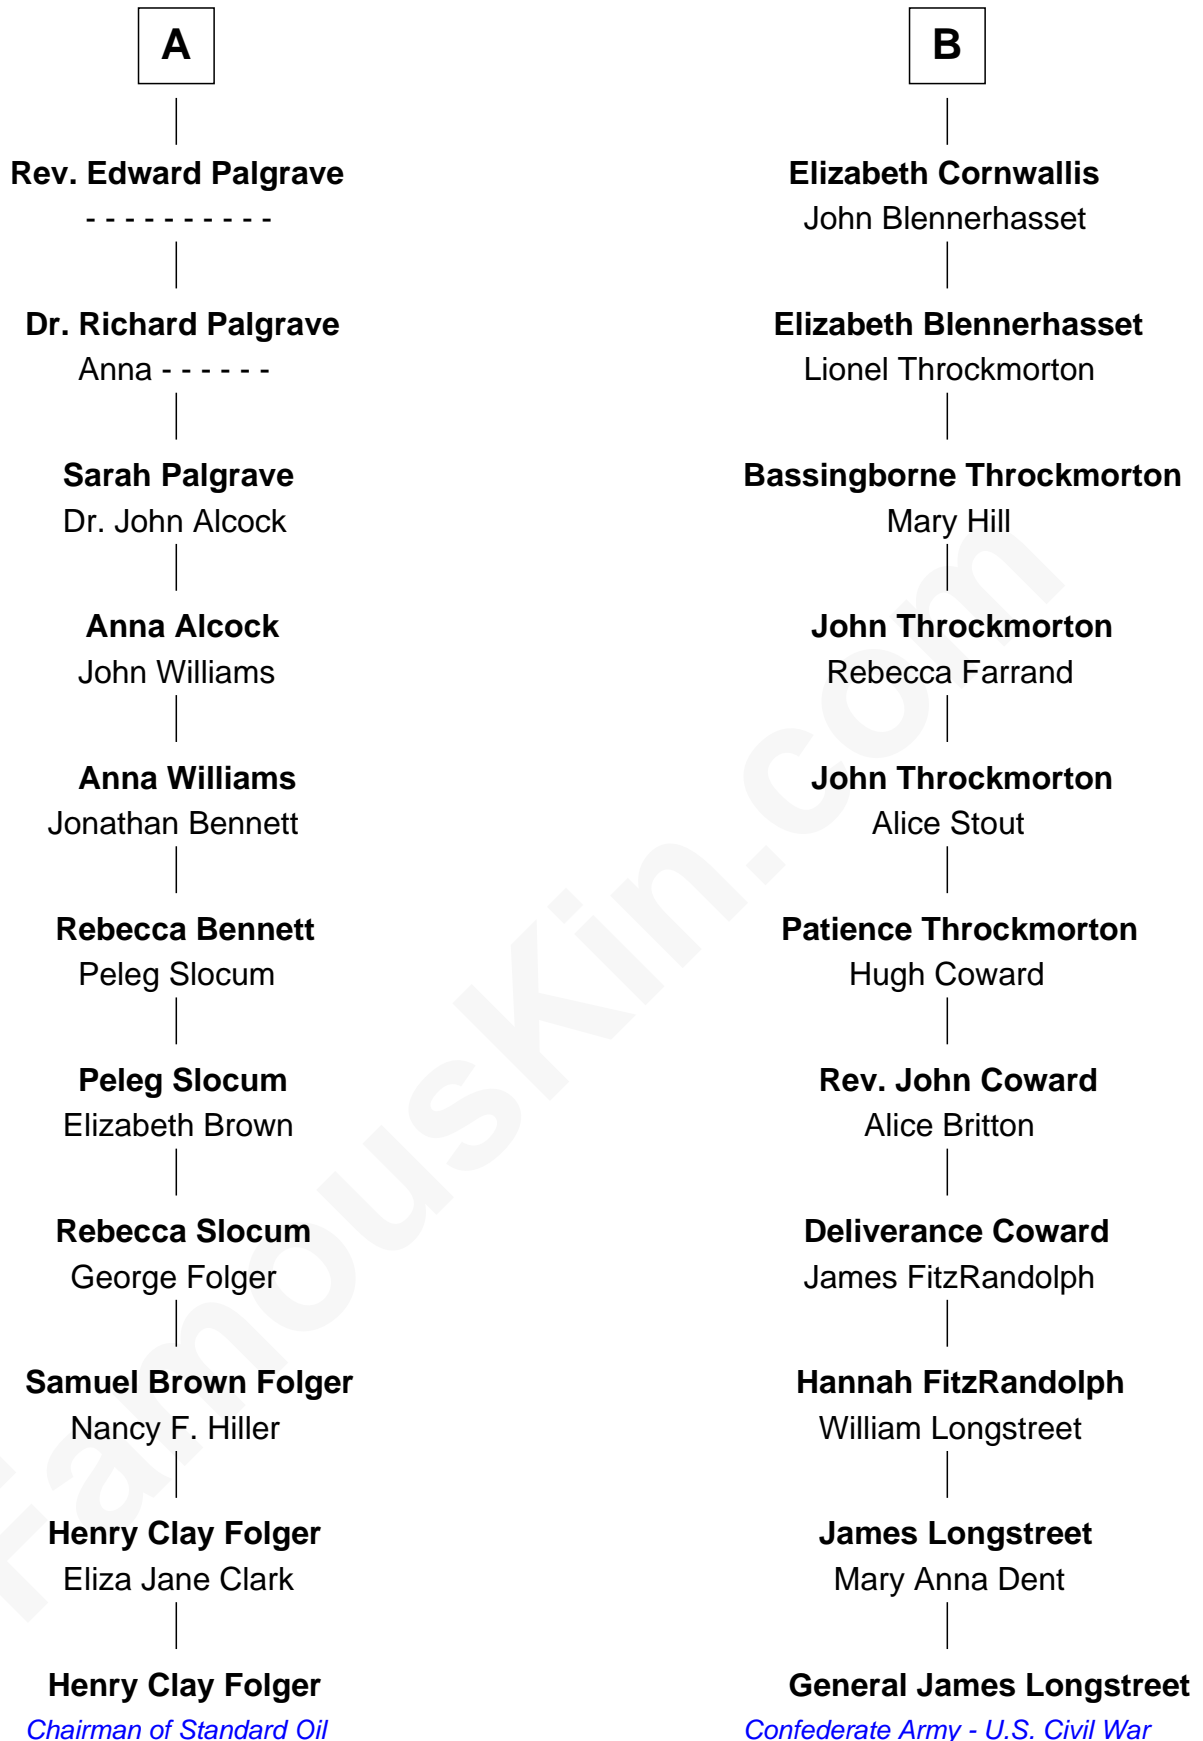 A
B
Rev. Edward Palgrave
Elizabeth Cornwallis
- - - - - - - - - -
John Blennerhasset
Dr. Richard Palgrave
Elizabeth Blennerhasset
Anna - - - - - -
Lionel Throckmorton
Sarah Palgrave
Bassingborne Throckmorton
Dr. John Alcock
Mary Hill
Anna Alcock
John Throckmorton
John Williams
Rebecca Farrand
Anna Williams
John Throckmorton
Jonathan Bennett
Alice Stout
Rebecca Bennett
Patience Throckmorton
Peleg Slocum
Hugh Coward
Peleg Slocum
Rev. John Coward
Elizabeth Brown
Alice Britton
Rebecca Slocum
Deliverance Coward
George Folger
James FitzRandolph
Samuel Brown Folger
Hannah FitzRandolph
Nancy F. Hiller
William Longstreet
Henry Clay Folger
James Longstreet
Eliza Jane Clark
Mary Anna Dent
Henry Clay Folger
General James Longstreet
Chairman of Standard Oil
Confederate Army - U.S. Civil War
FamousKin.com